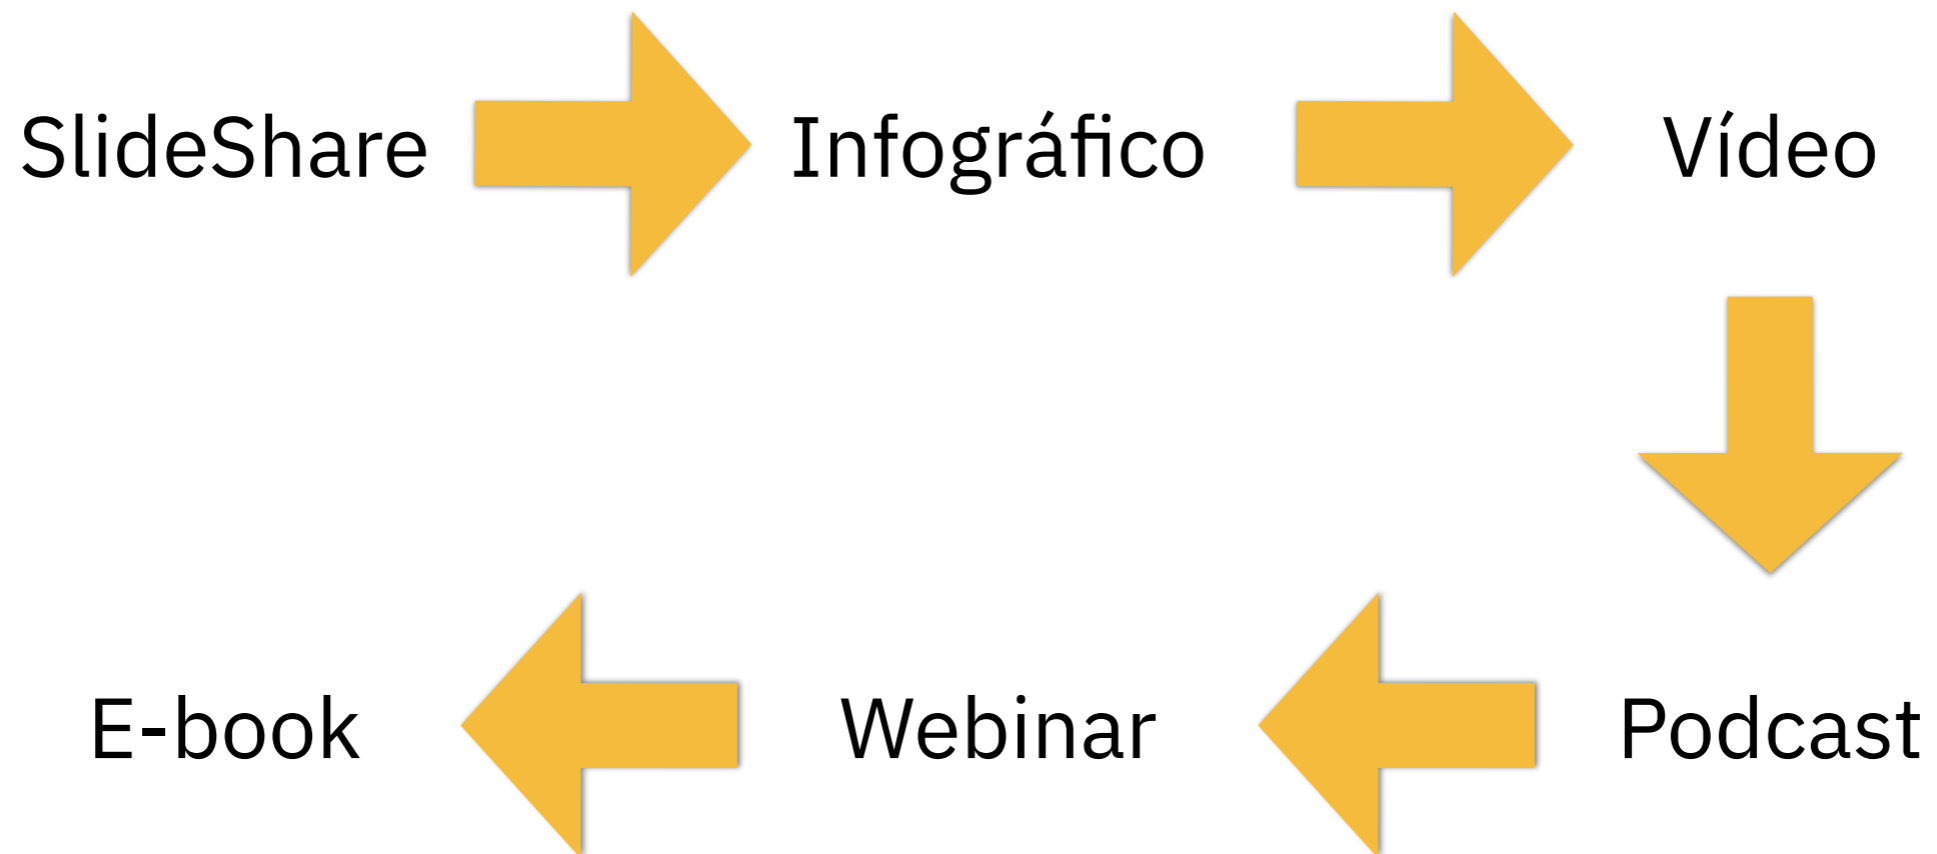 SlideShare
Infográfico
Vídeo
Podcast
Webinar
E-book